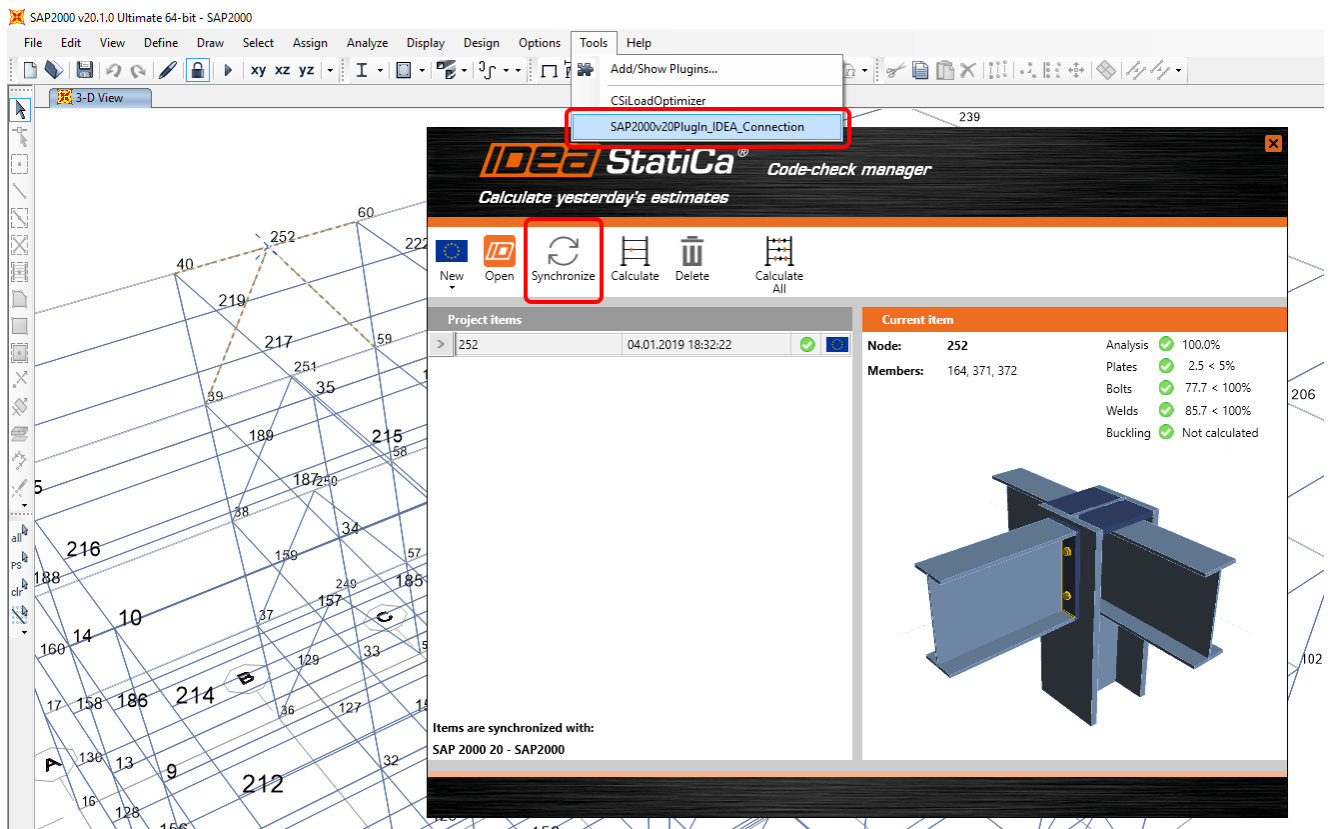 SAP2000 v20.1.0 Ultimate 64-bit - SAP2000
File Edit View Define Draw Select Assign Analyze Display Design Options Tools Help
xy xz yz
Add/Show Plugins...
CSiLoadOptimizer
SAP2000v20PlugIn_IDEA_Connection
3-D View
all
PS
clr
IDEA StatiCa® Code-check manager
Calculate yesterday's estimates
New
Open
Synchronize
Calculate
Delete
Calculate All
Project items
252 04.01.2019 18:32:22
Items are synchronized with:
SAP 2000 20 - SAP2000
Current item
Node: 252
Members: 164, 371, 372
Analysis 100.0%
Plates 2.5 < 5%
Bolts 77.7 < 100%
Welds 85.7 < 100%
Buckling Not calculated
239
60
252
222
40
219
217
59
251
35
39
206
189
215
58
187
250
38
34
216
159
57
188
249
185
157
10
37
C
14
160
33
129
102
B
214
17
158
186
36
127
A
130
13
9
32
212
16
128